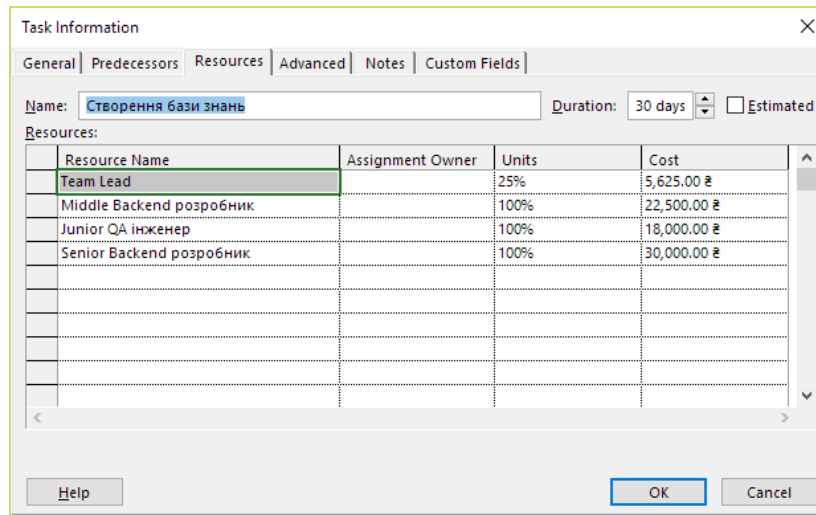 Task Information
General Predecessors Resources Advanced Notes Custom Fields
Name: Створення бази знань Duration: 30 days Estimated
Resources:
Resource Name Assignment Owner Units Cost
Team Lead 25% 5,625.00 ₴
Middle Backend розробник 100% 22,500.00 ₴
Junior QA інженер 100% 18,000.00 ₴
Senior Backend розробник 100% 30,000.00 ₴
Help OK Cancel